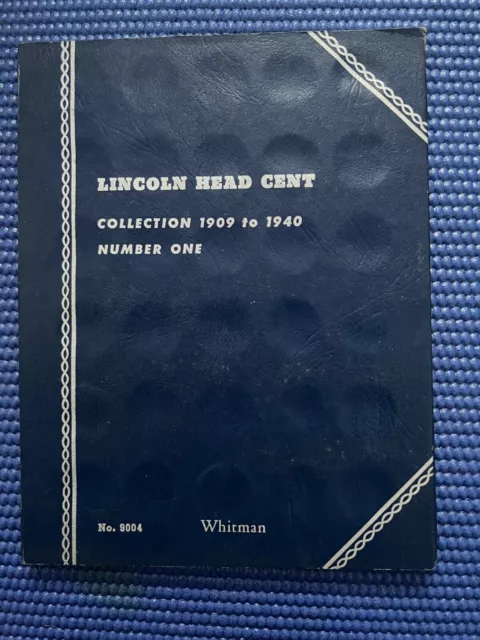 LINCOLN HEAD CENT
COLLECTION 1909 to 1940
NUMBER ONE
No. 9004 Whitman